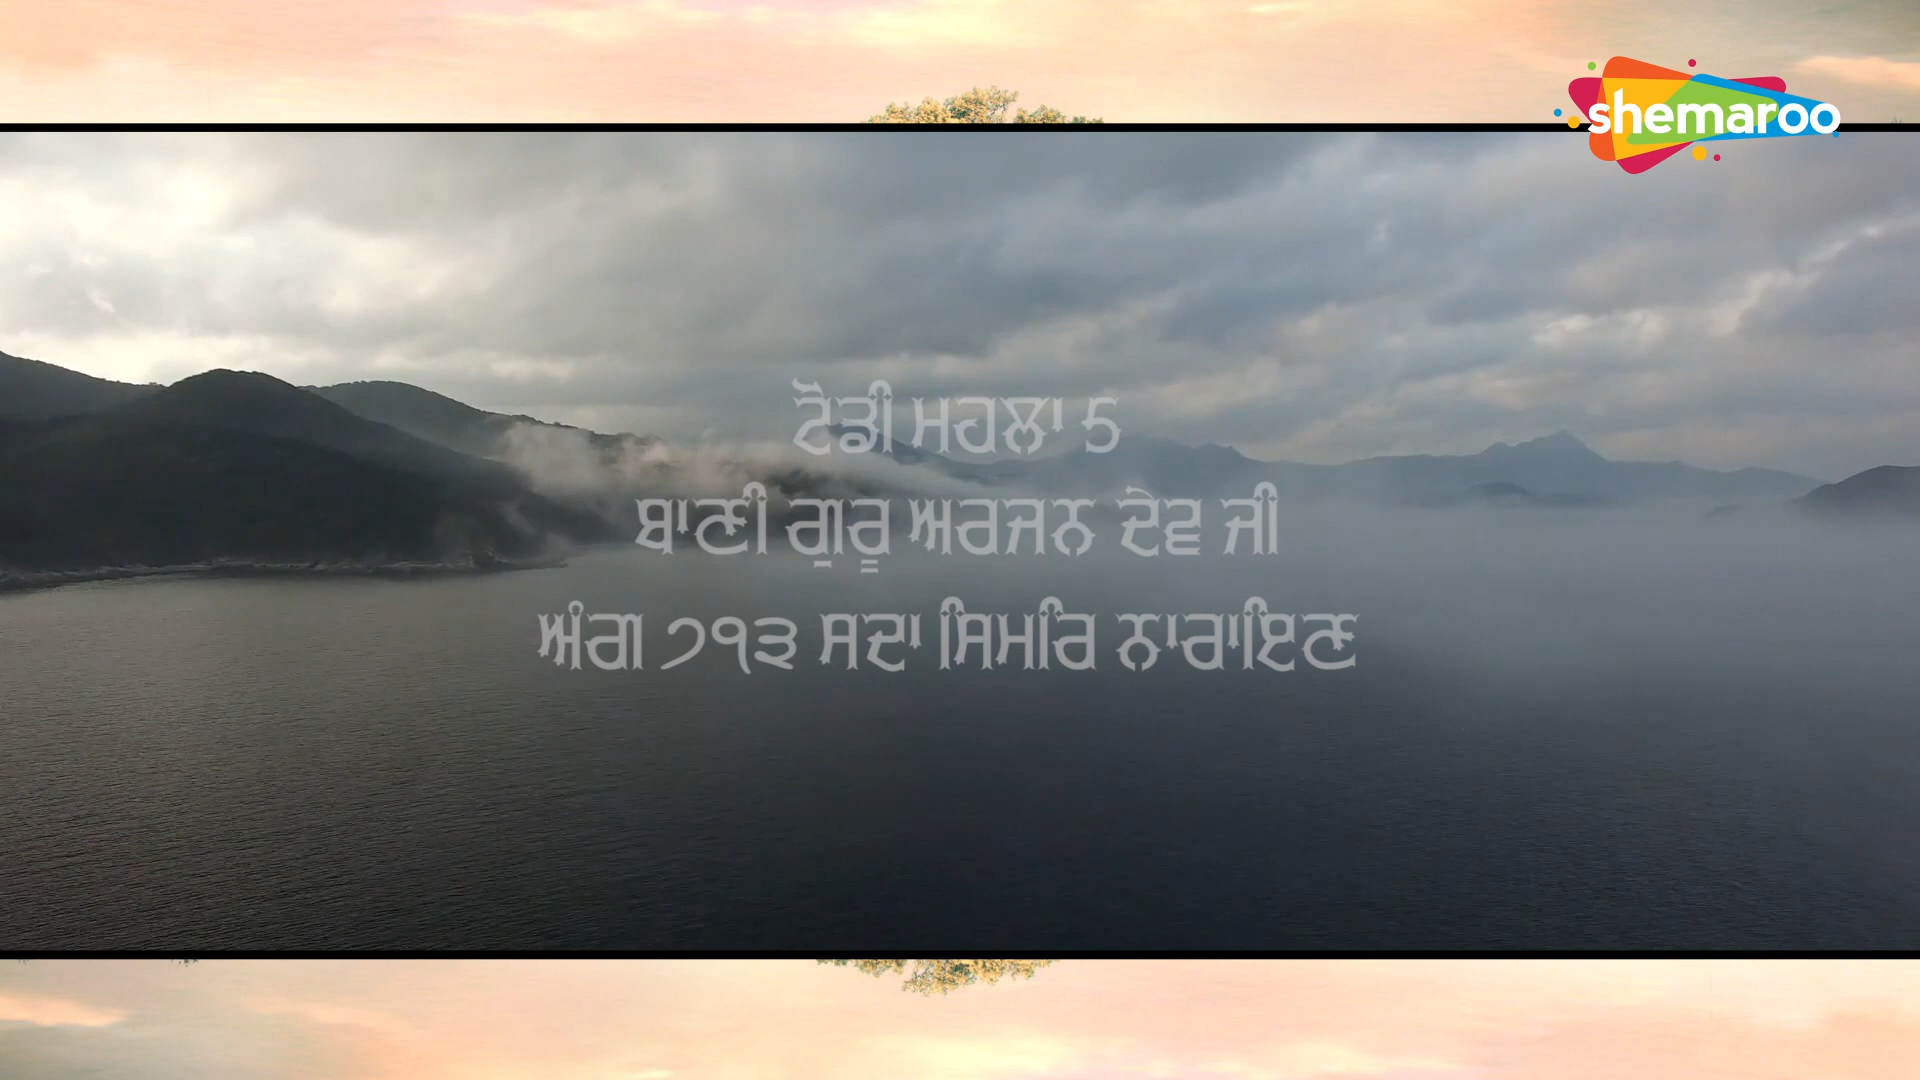 shemaroo
ਟੋਡੀ ਮਹਲਾ 5
ਬਾਣੀ ਗੁਰੂ ਅਰਜਨ ਦੇਵ ਜੀ
ਅੰਗ ੭੧੩ ਸਦਾ ਸਿਮਰਿ ਨਾਰਾਇਣ